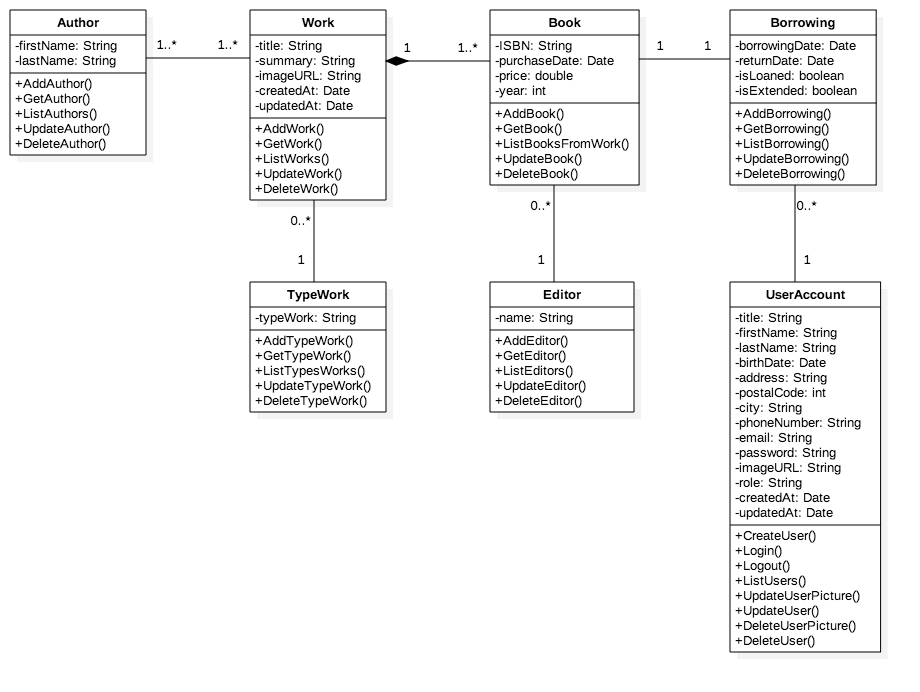 Author
-firstName: String
-lastName: String
+AddAuthor()
+GetAuthor()
+ListAuthors()
+UpdateAuthor()
+DeleteAuthor()
1..*
1..*
Work
-title: String
-summary: String
-imageURL: String
-createdAt: Date
-updatedAt: Date
+AddWork()
+GetWork()
+ListWorks()
+UpdateWork()
+DeleteWork()
1
1..*
Book
-ISBN: String
-purchaseDate: Date
-price: double
-year: int
+AddBook()
+GetBook()
+ListBooksFromWork()
+UpdateBook()
+DeleteBook()
1
1
Borrowing
-borrowingDate: Date
-returnDate: Date
-isLoaned: boolean
-isExtended: boolean
+AddBorrowing()
+GetBorrowing()
+ListBorrowing()
+UpdateBorrowing()
+DeleteBorrowing()
0..*
1
TypeWork
-typeWork: String
+AddTypeWork()
+GetTypeWork()
+ListTypesWorks()
+UpdateTypeWork()
+DeleteTypeWork()
0..*
1
Editor
-name: String
+AddEditor()
+GetEditor()
+ListEditors()
+UpdateEditor()
+DeleteEditor()
0..*
1
UserAccount
-title: String
-firstName: String
-lastName: String
-birthDate: Date
-address: String
-postalCode: int
-city: String
-phoneNumber: String
-email: String
-password: String
-imageURL: String
-role: String
-createdAt: Date
-updatedAt: Date
+CreateUser()
+Login()
+Logout()
+ListUsers()
+UpdateUserPicture()
+UpdateUser()
+DeleteUserPicture()
+DeleteUser()